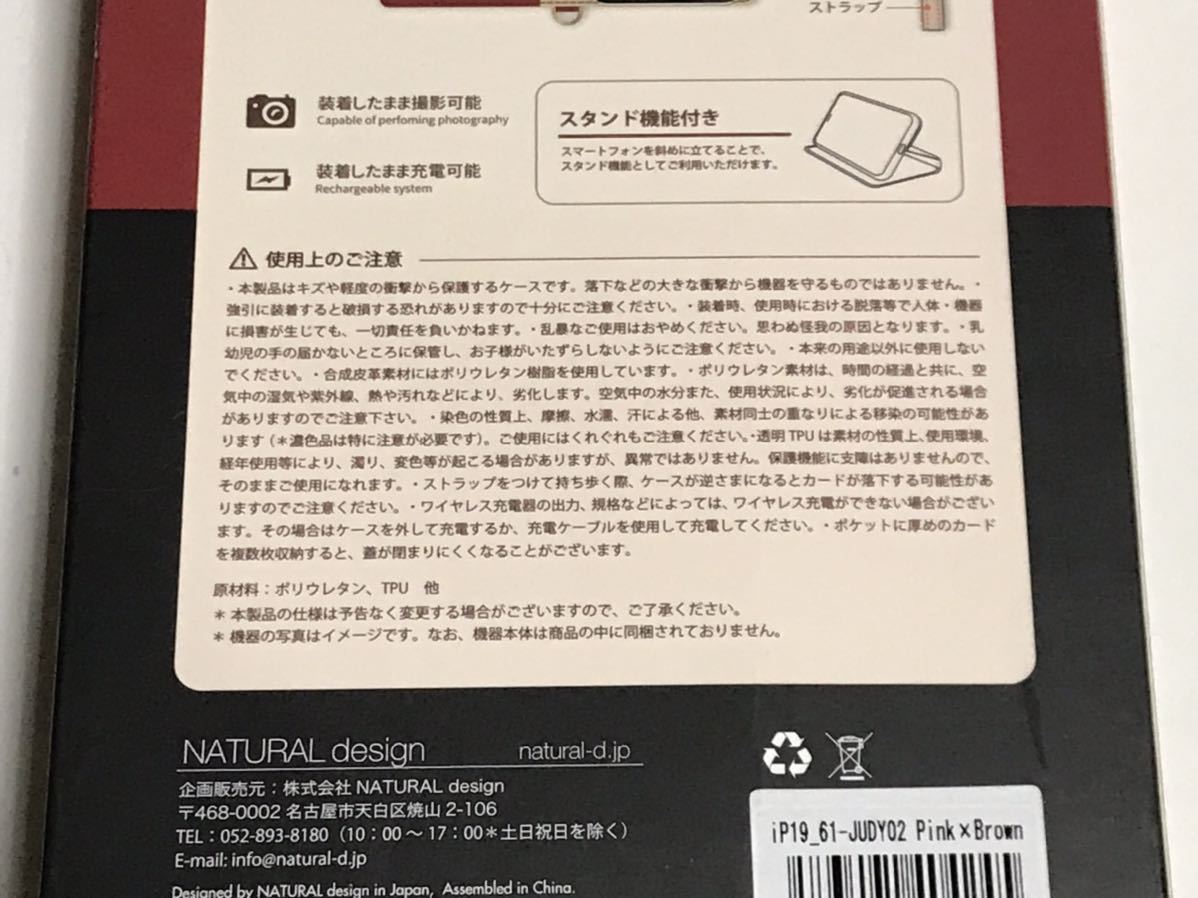 ストラップ
装着したまま撮影可能
Capable of perfoming photography
装着したまま充電可能
Rechargeable system
スタンド機能付き
スマートフォンを斜めに立てることで、
スタンド機能としてご利用いただけます。
使用上のご注意
・本製品はキズや軽度の衝撃から保護するケースです。落下などの大きな衝撃から機器を守るものではありません。・
強引に装着すると破損する恐れがありますので十分にご注意ください。・装着時、使用時における脱落等で人体・機器
に損害が生じても、一切責任を負いかねます。・乱暴なご使用はおやめください。思わぬ怪我の原因となります。・乳
幼児の手の届かないところに保管し、お子様がいたずらしないようにご注意ください。・本来の用途以外に使用しない
でください。・合成皮革素材にはポリウレタン樹脂を使用しています。・ポリウレタン素材は、時間の経過と共に、空
気中の湿気や紫外線、熱や汚れなどにより、劣化します。空気中の水分また、使用状況により、劣化が促進される場合
がありますのでご注意下さい。・染色の性質上、摩擦、水濡、汗による他、素材同士の重なりによる移染の可能性があ
ります（＊濃色品は特に注意が必要です）。ご使用にはくれぐれもご注意ください。・透明TPUは素材の性質上、使用環境、
経年使用等により、濁り、変色等が起こる場合がありますが、異常ではありません。保護機能に支障はありませんので、
そのままご使用になれます。・ストラップをつけて持ち歩く際、ケースが逆さまになるとカードが落下する可能性があ
りますのでご注意ください。・ワイヤレス充電器の出力、規格などによっては、ワイヤレス充電ができない場合がござい
ます。その場合はケースを外して充電するか、充電ケーブルを使用して充電してください。・ポケットに厚めのカード
を複数枚収納すると、蓋が閉まりにくくなることがございます。
原材料：ポリウレタン、TPU 他
＊本製品の仕様は予告なく変更する場合がございますので、ご了承ください。
＊機器の写真はイメージです。なお、機器本体は商品の中に同梱されておりません。
NATURAL design natural-d.jp
企画販売元：株式会社 NATURAL design
〒468-0002 名古屋市天白区焼山 2-106
TEL：052-893-8180（10：00～17：00＊土日祝日を除く）
E-mail: info@natural-d.jp
Designed by NATURAL design in Japan, Assembled in China.
iP19_61-JUDY02 Pink×Brown